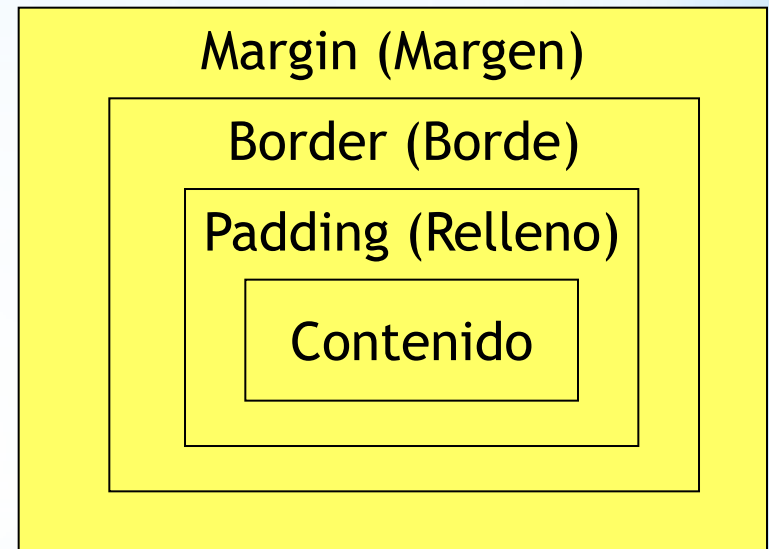 Margin (Margen)
Border (Borde)
Padding (Relleno)
Contenido